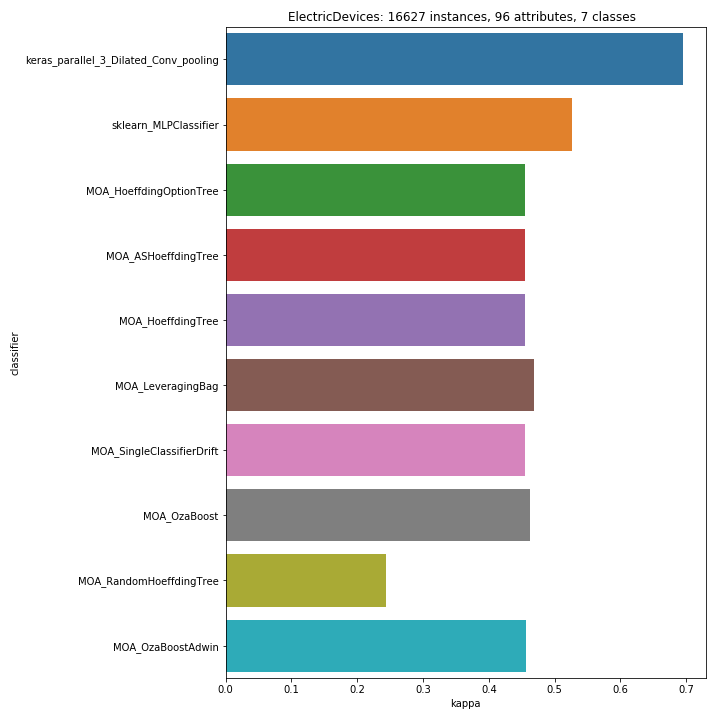 ElectricDevices: 16627 instances, 96 attributes, 7 classes
keras_parallel_3_Dilated_Conv_pooling
sklearn_MLPClassifier
MOA_HoeffdingOptionTree
MOA_ASHoeffdingTree
MOA_HoeffdingTree
classifier
MOA_LeveragingBag
MOA_SingleClassifierDrift
MOA_OzaBoost
MOA_RandomHoeffdingTree
MOA_OzaBoostAdwin
0.0 0.1 0.2 0.3 0.4 0.5 0.6 0.7
kappa